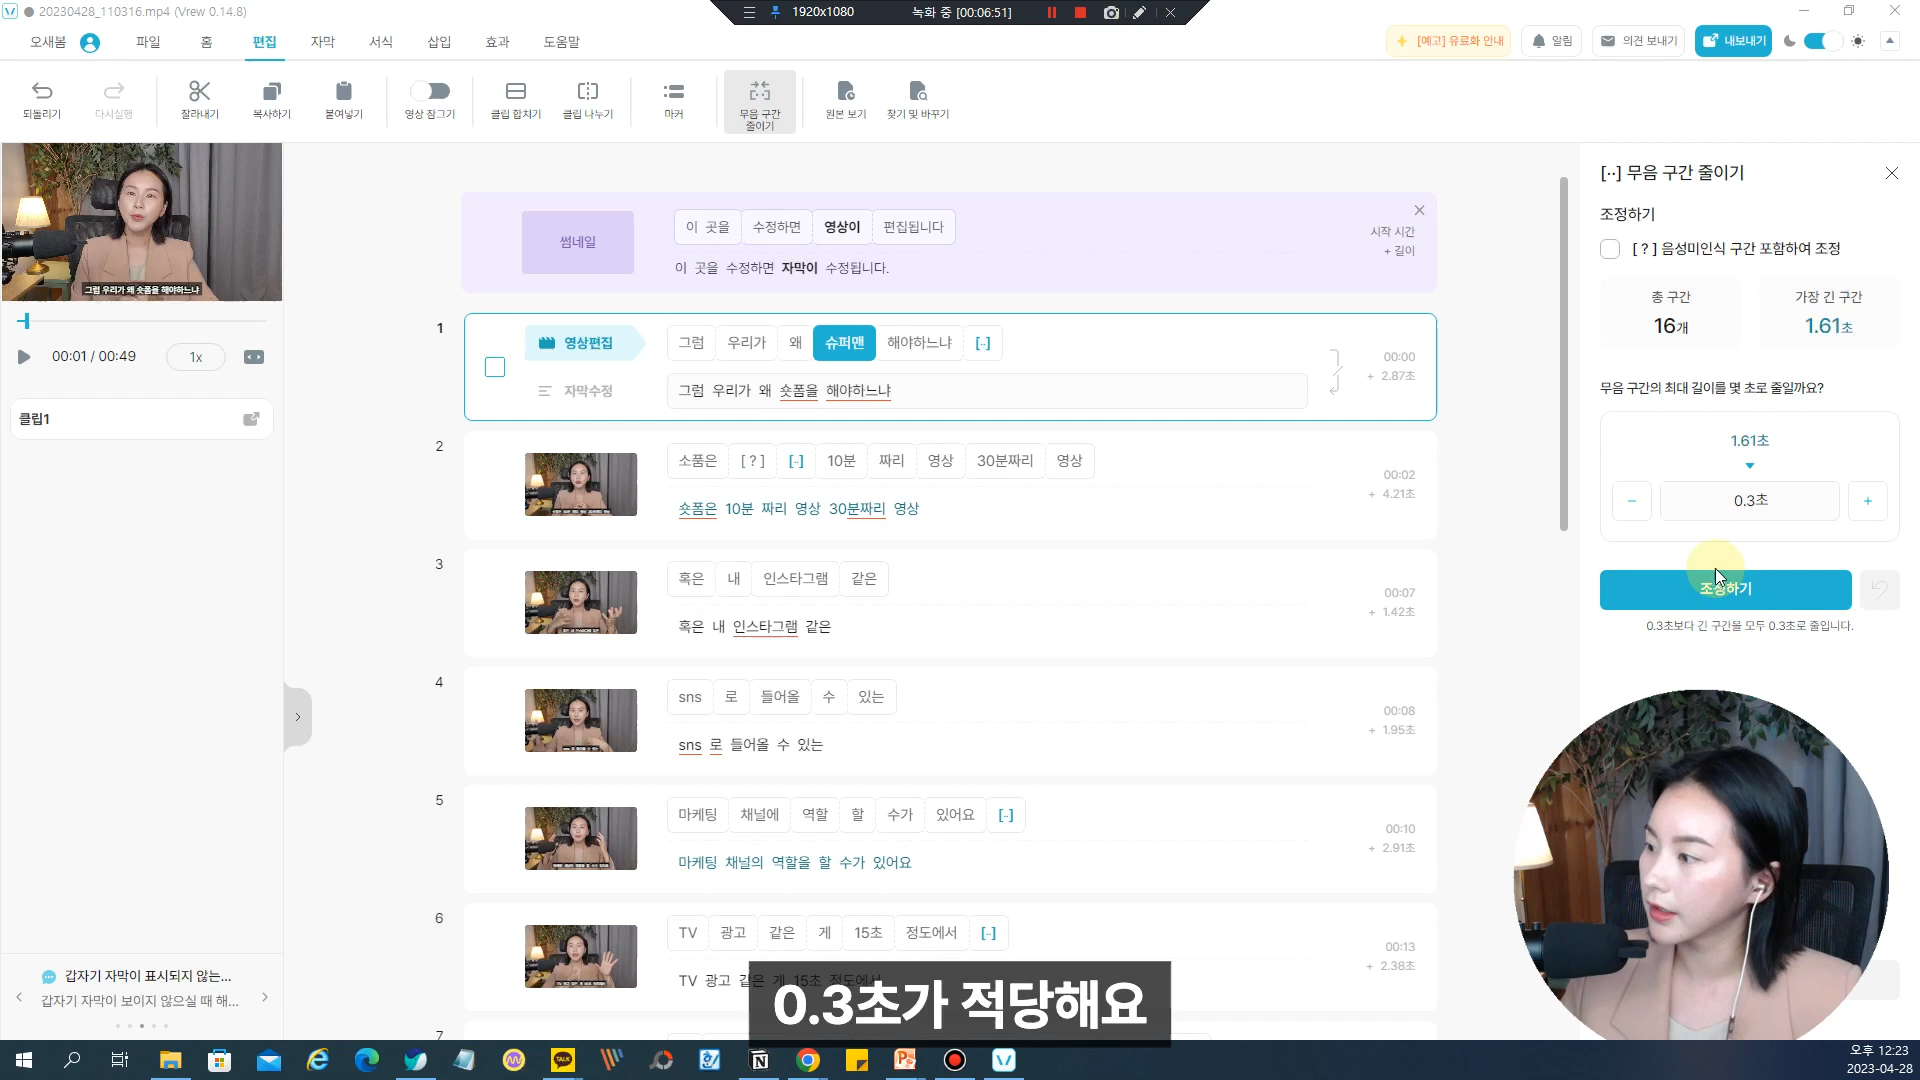 20230428_110316.mp4 (Vrew 0.14.8)
1920x1080
녹화 중 [00:06:51]
오새봄
파일
홈
편집
자막
서식
삽입
효과
도움말
[예고] 유료화 안내
알림
의견 보내기
내보내기
되돌리기
다시실행
잘라내기
복사하기
붙여넣기
영상 잠그기
클립 합치기
클립 나누기
마커
무음 구간
줄이기
원본 보기
찾기 및 바꾸기
그럼 우리가 왜 숏폼을 해야하느냐
00:01 / 00:49
1x
클립1
썸네일
이 곳을 수정하면 영상이 편집됩니다
이 곳을 수정하면 자막이 수정됩니다.
시작 시간
+ 길이
1
영상편집
그럼 우리가 왜 슈퍼맨 해야하느냐 [··]
자막수정
그럼 우리가 왜 숏폼을 해야하느냐
00:00
+ 2.87초
2
소품은 [ ? ] [··] 10분 짜리 영상 30분짜리 영상
숏폼은 10분 짜리 영상 30분짜리 영상
00:02
+ 4.21초
3
혹은 내 인스타그램 같은
혹은 내 인스타그램 같은
00:07
+ 1.42초
4
sns 로 들어올 수 있는
sns 로 들어올 수 있는
00:08
+ 1.95초
5
마케팅 채널에 역할 할 수가 있어요 [··]
마케팅 채널의 역할을 할 수가 있어요
00:10
+ 2.91초
6
TV 광고 같은 게 15초 정도에서 [··]
TV 광고 같은 게 15초 정도에서
00:13
+ 2.38초
7
[··] 무음 구간 줄이기
조정하기
[ ? ] 음성미인식 구간 포함하여 조정
총 구간
16개
가장 긴 구간
1.61초
무음 구간의 최대 길이를 몇 초로 줄일까요?
1.61초
− 0.3초 +
조정하기
0.3초보다 긴 구간을 모두 0.3초로 줄입니다.
갑자기 자막이 표시되지 않는...
갑자기 자막이 보이지 않으실 때 해...
0.3초가 적당해요
TALK
오후 12:23
2023-04-28